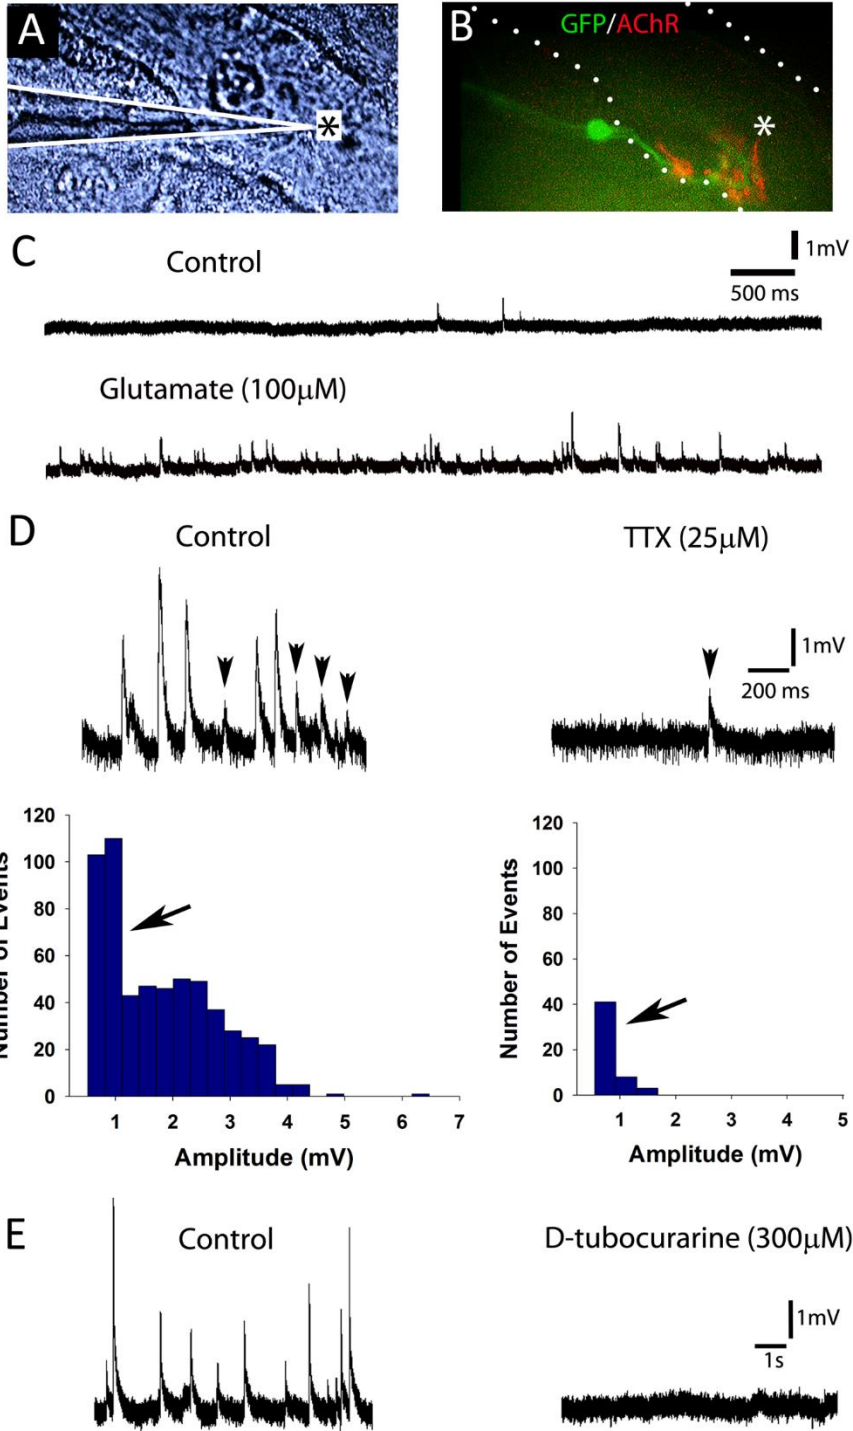 A
*
B
GFP/AChR
*
C
Control
1mV
500 ms
Glutamate (100μM)
D
Control
TTX (25μM)
1mV
200 ms
120
100
80
60
40
20
0
Number of Events
1 2 3 4 5 6 7
Amplitude (mV)
120
100
80
60
40
20
0
Number of Events
1 2 3 4 5
Amplitude (mV)
E
Control
D-tubocurarine (300μM)
1mV
1s